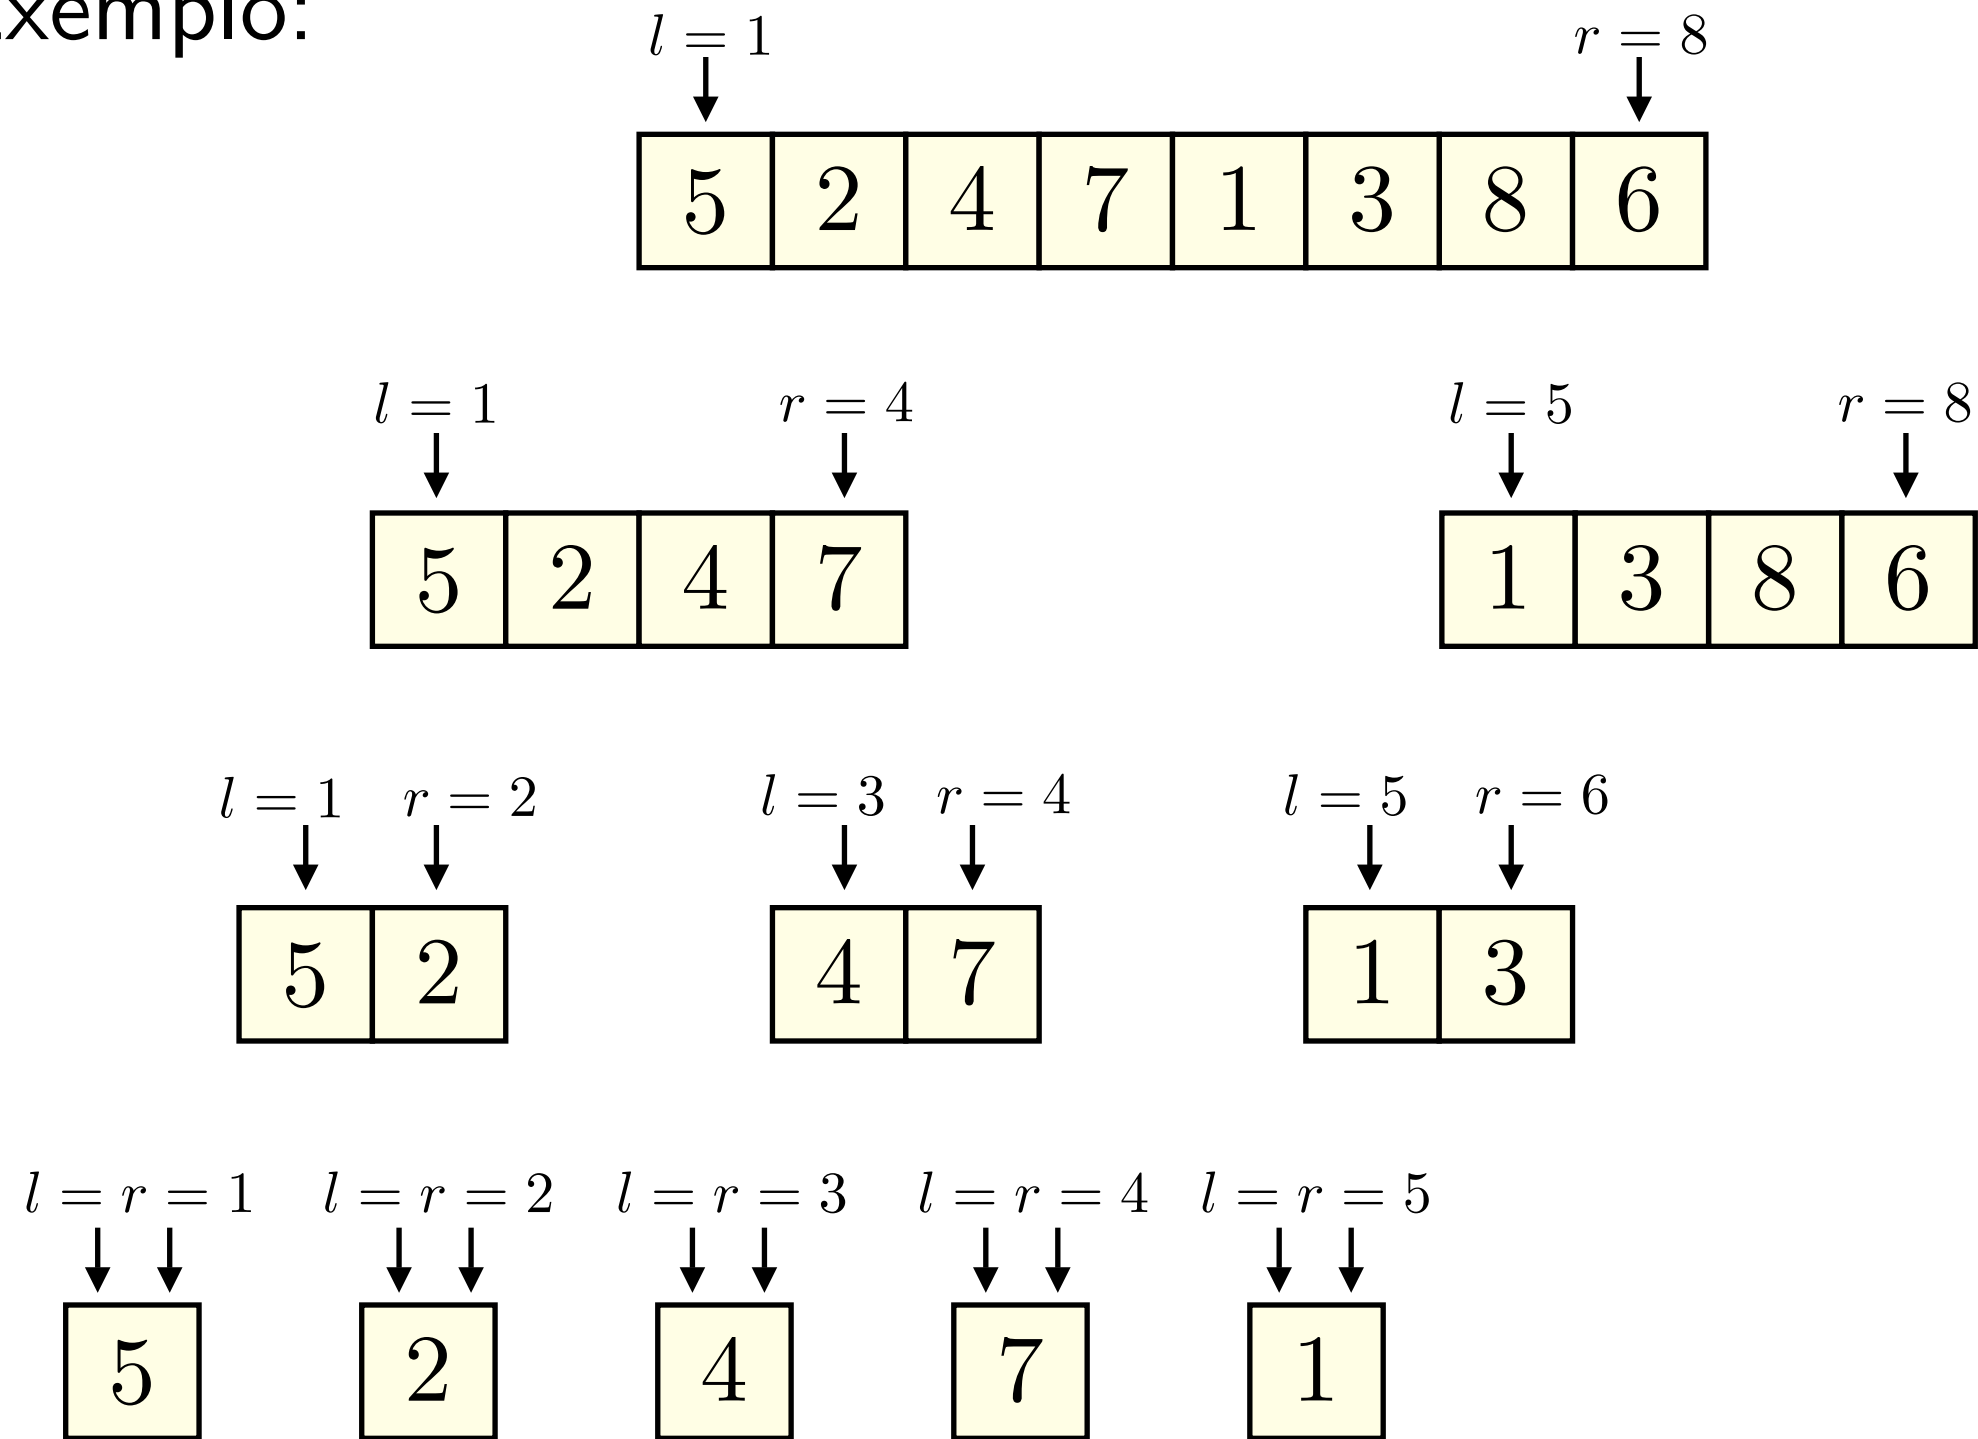 xemplo:
l = 1 r = 8
5 2 4 7 1 3 8 6
l = 1 r = 4 l = 5 r = 8
5 2 4 7 1 3 8 6
l = 1 r = 2 l = 3 r = 4 l = 5 r = 6
5 2 4 7 1 3
l = r = 1 l = r = 2 l = r = 3 l = r = 4 l = r = 5
5 2 4 7 1